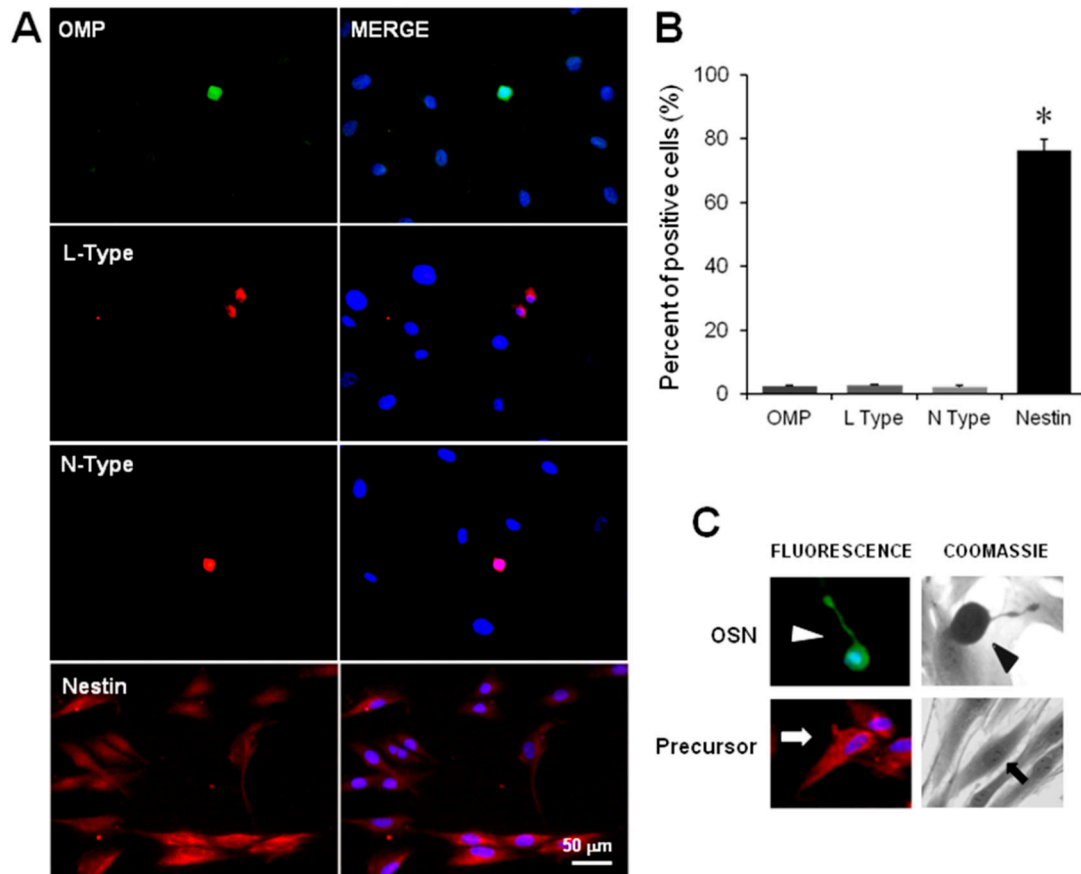 A
OMP
MERGE
L-Type
N-Type
Nestin
50 µm
B
Percent of positive cells (%)
100
80
60
40
20
0
*
OMP
L Type
N Type
Nestin
C
FLUORESCENCE
COOMASSIE
OSN
Precursor